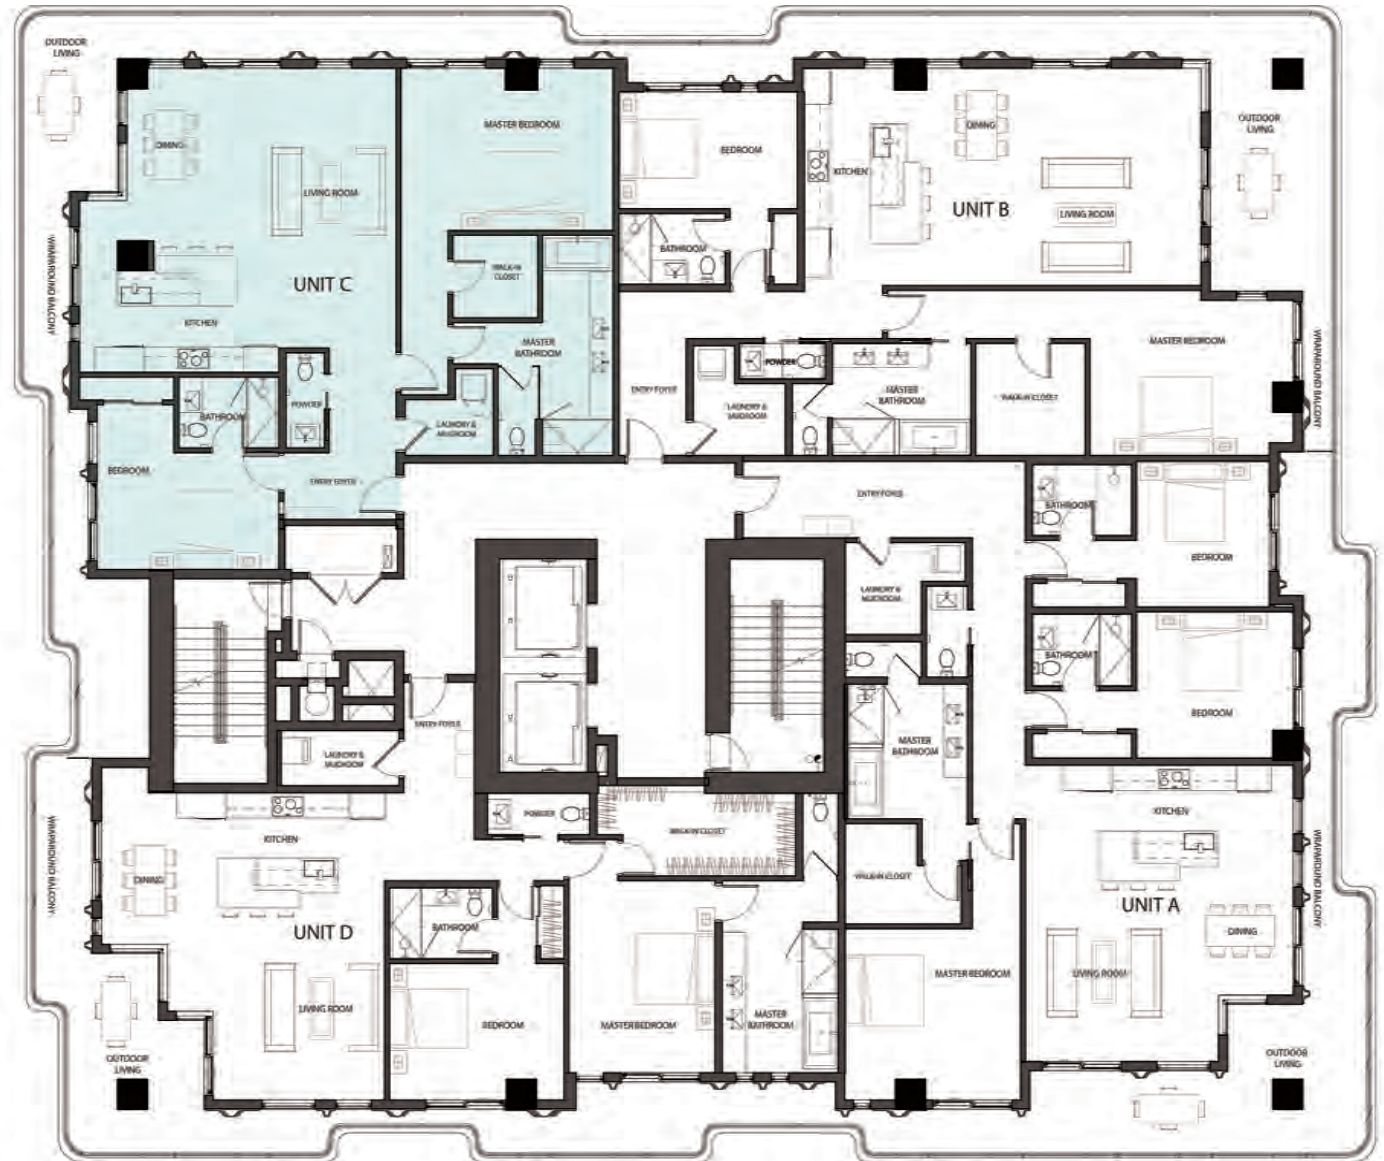 OUTDOOR
LIVING
DINING
LIVING ROOM
MASTER BEDROOM
UNIT C
KITCHEN
WALK-IN
CLOSET
MASTER
BATHROOM
POWDER
BATHROOM
LAUNDRY &
MUDROOM
BEDROOM
ENTRY FOYER
WRAPAROUND BALCONY
BEDROOM
BATHROOM
KITCHEN
DINING
UNIT B
LIVING ROOM
OUTDOOR
LIVING
MASTER BEDROOM
POWDER
ENTRY FOYER
LAUNDRY &
MUDROOM
MASTER
BATHROOM
WALK-IN CLOSET
WRAPAROUND BALCONY
ENTRY FOYER
BATHROOM
BEDROOM
LAUNDRY &
MUDROOM
BATHROOM
BEDROOM
MASTER
BATHROOM
KITCHEN
WALK-IN CLOSET
UNIT A
DINING
LIVING ROOM
MASTER BEDROOM
WRAPAROUND BALCONY
OUTDOOR
LIVING
ENTRY FOYER
LAUNDRY &
MUDROOM
KITCHEN
POWDER
WALK-IN CLOSET
DINING
UNIT D
BATHROOM
LIVING ROOM
BEDROOM
MASTER BEDROOM
MASTER
BATHROOM
WRAPAROUND BALCONY
OUTDOOR
LIVING